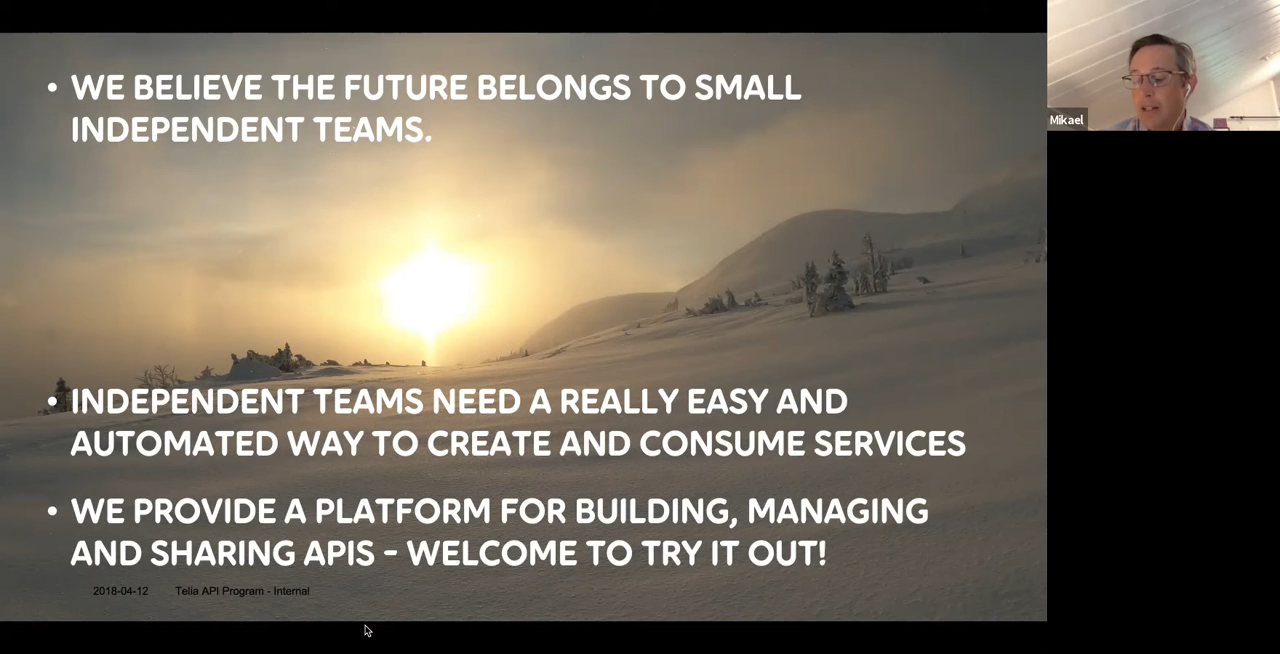 • WE BELIEVE THE FUTURE BELONGS TO SMALL
INDEPENDENT TEAMS.
• INDEPENDENT TEAMS NEED A REALLY EASY AND
AUTOMATED WAY TO CREATE AND CONSUME SERVICES
• WE PROVIDE A PLATFORM FOR BUILDING, MANAGING
AND SHARING APIS - WELCOME TO TRY IT OUT!
2018-04-12 Telia API Program - Internal
Mikael